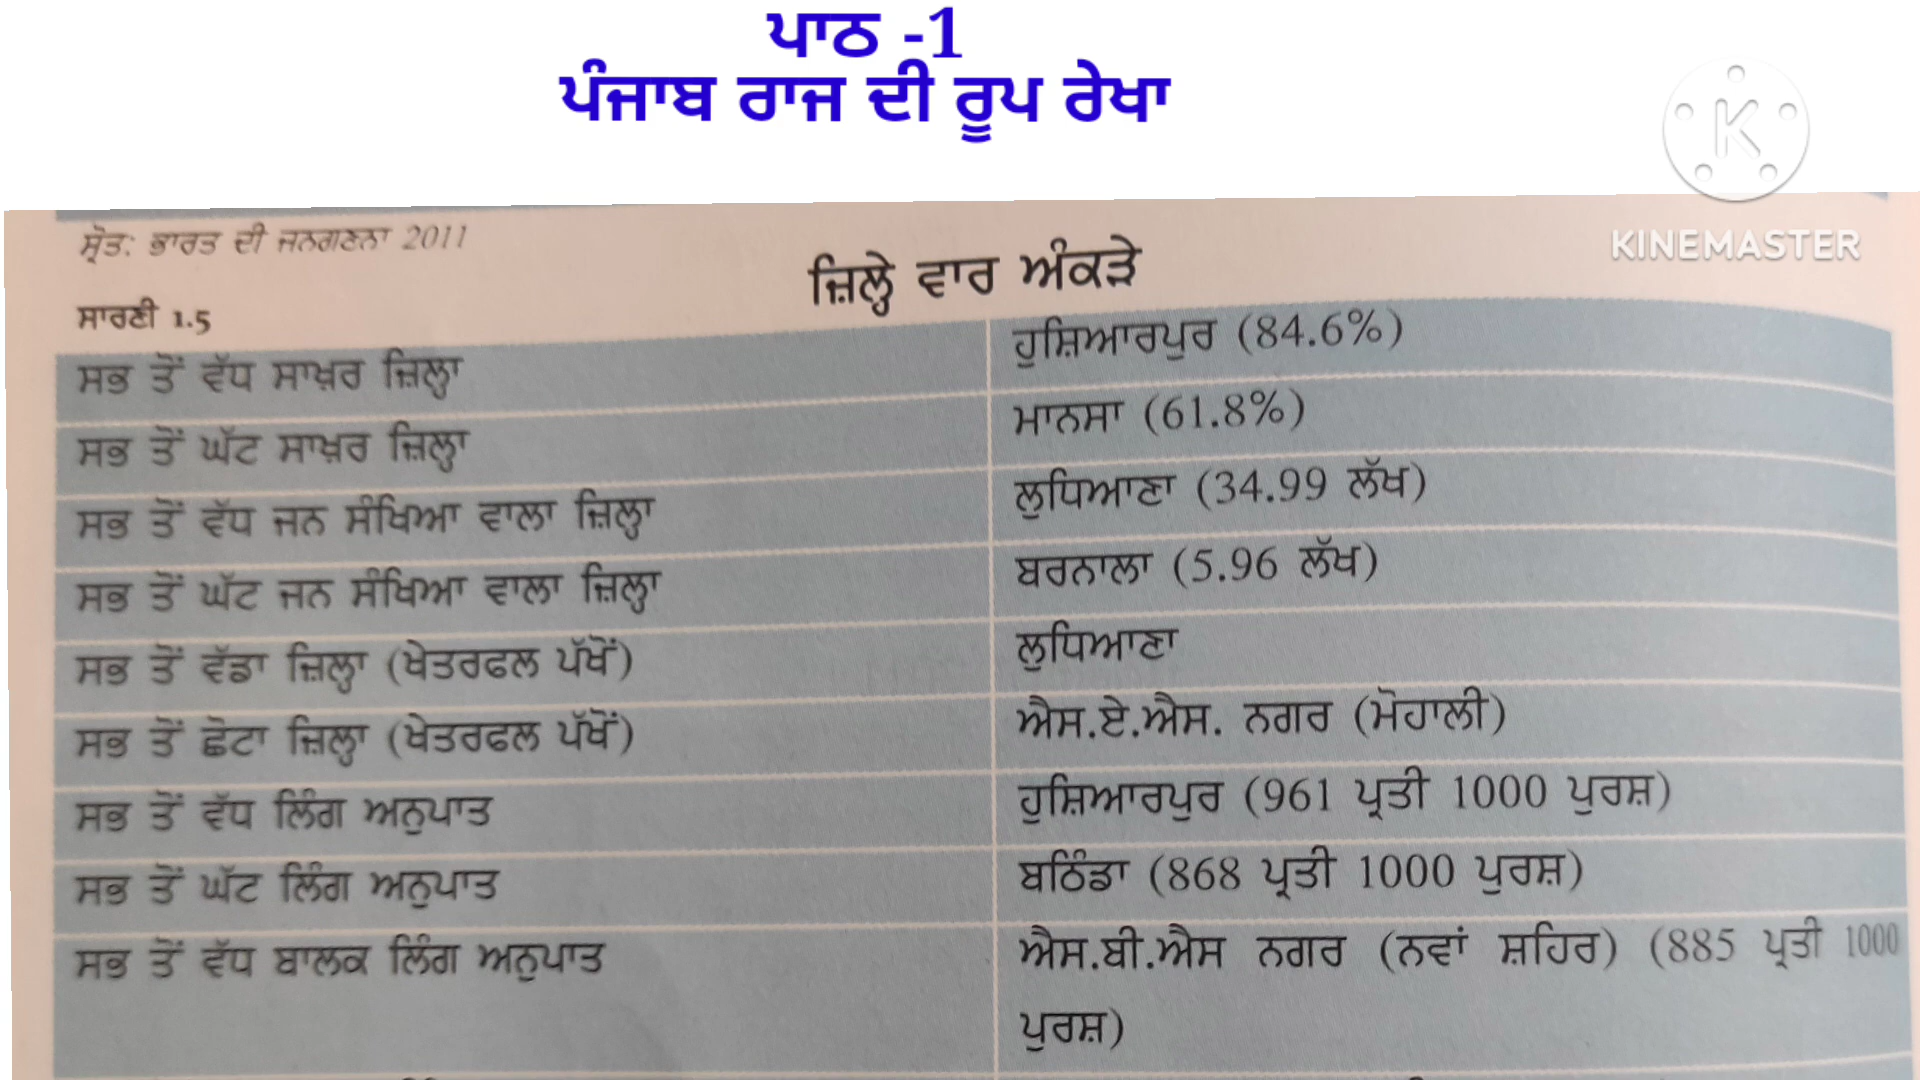 ਪਾਠ -1
ਪੰਜਾਬ ਰਾਜ ਦੀ ਰੂਪ ਰੇਖਾ
KINEMASTER
ਸ੍ਰੋਤ: ਭਾਰਤ ਦੀ ਜਨਗਣਨਾ 2011
ਜ਼ਿਲ੍ਹੇ ਵਾਰ ਅੰਕੜੇ
ਸਾਰਣੀ 1.5
ਸਭ ਤੋਂ ਵੱਧ ਸਾਖ਼ਰ ਜ਼ਿਲ੍ਹਾ ਹੁਸ਼ਿਆਰਪੁਰ (84.6%)
ਸਭ ਤੋਂ ਘੱਟ ਸਾਖ਼ਰ ਜ਼ਿਲ੍ਹਾ ਮਾਨਸਾ (61.8%)
ਸਭ ਤੋਂ ਵੱਧ ਜਨ ਸੰਖਿਆ ਵਾਲਾ ਜ਼ਿਲ੍ਹਾ ਲੁਧਿਆਣਾ (34.99 ਲੱਖ)
ਸਭ ਤੋਂ ਘੱਟ ਜਨ ਸੰਖਿਆ ਵਾਲਾ ਜ਼ਿਲ੍ਹਾ ਬਰਨਾਲਾ (5.96 ਲੱਖ)
ਸਭ ਤੋਂ ਵੱਡਾ ਜ਼ਿਲ੍ਹਾ (ਖੇਤਰਫਲ ਪੱਖੋਂ) ਲੁਧਿਆਣਾ
ਸਭ ਤੋਂ ਛੋਟਾ ਜ਼ਿਲ੍ਹਾ (ਖੇਤਰਫਲ ਪੱਖੋਂ) ਐਸ.ਏ.ਐਸ. ਨਗਰ (ਮੋਹਾਲੀ)
ਸਭ ਤੋਂ ਵੱਧ ਲਿੰਗ ਅਨੁਪਾਤ ਹੁਸ਼ਿਆਰਪੁਰ (961 ਪ੍ਰਤੀ 1000 ਪੁਰਸ਼)
ਸਭ ਤੋਂ ਘੱਟ ਲਿੰਗ ਅਨੁਪਾਤ ਬਠਿੰਡਾ (868 ਪ੍ਰਤੀ 1000 ਪੁਰਸ਼)
ਸਭ ਤੋਂ ਵੱਧ ਬਾਲਕ ਲਿੰਗ ਅਨੁਪਾਤ ਐਸ.ਬੀ.ਐਸ ਨਗਰ (ਨਵਾਂ ਸ਼ਹਿਰ) (885 ਪ੍ਰਤੀ 1000
ਪੁਰਸ਼)